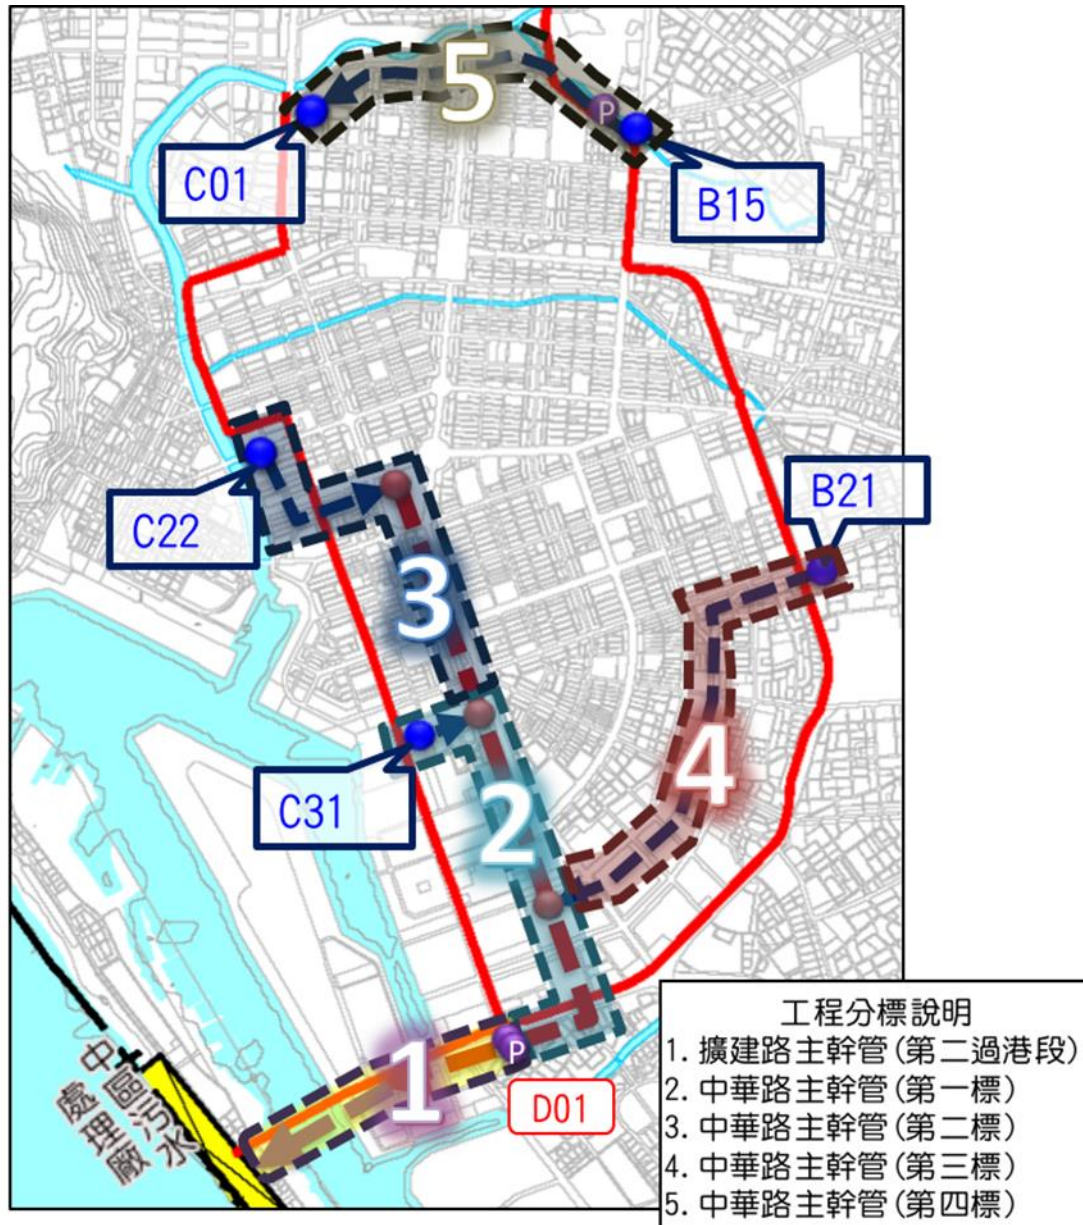 5
P
C01
B15
C22
B21
3
C31
4
2
1
P
D01
中區污水
處理廠
工程分標說明
1. 擴建路主幹管(第二過港段)
2. 中華路主幹管(第一標)
3. 中華路主幹管(第二標)
4. 中華路主幹管(第三標)
5. 中華路主幹管(第四標)